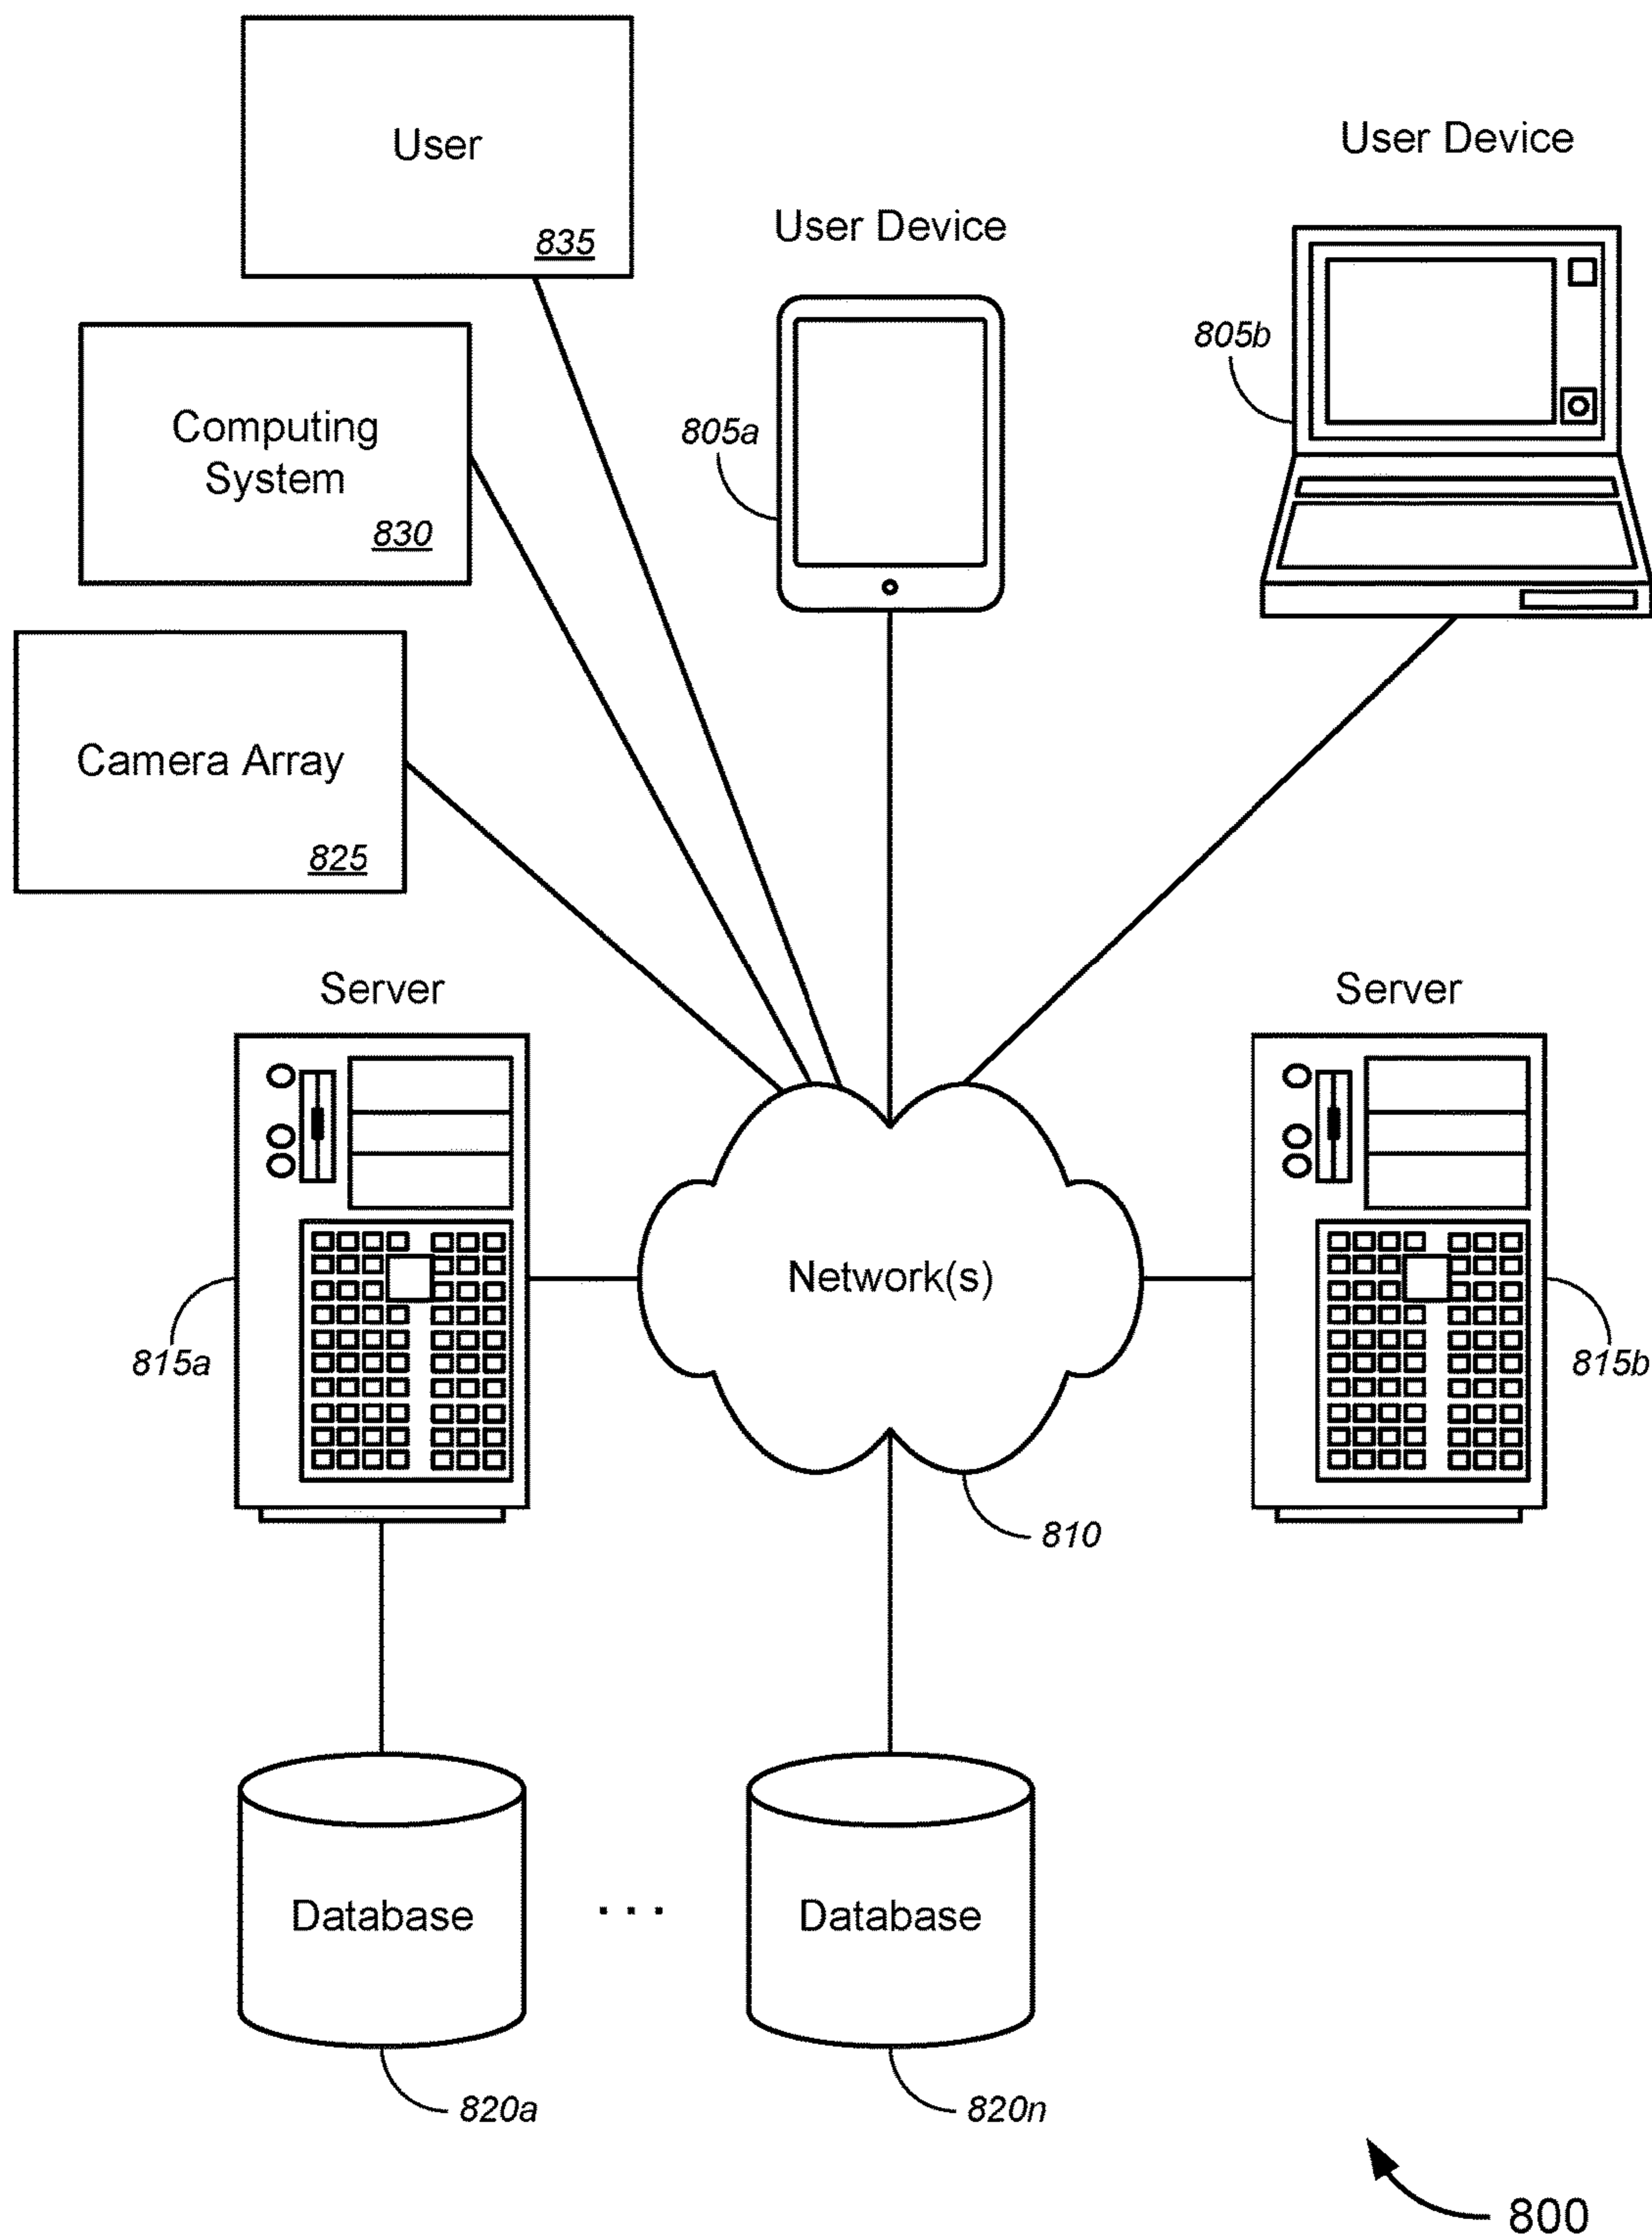 User
835
User Device
User Device
805b
805a
Computing
System
830
Camera Array
825
Server
Server
Network(s)
815a
815b
810
Database
. . .
Database
820a
820n
800